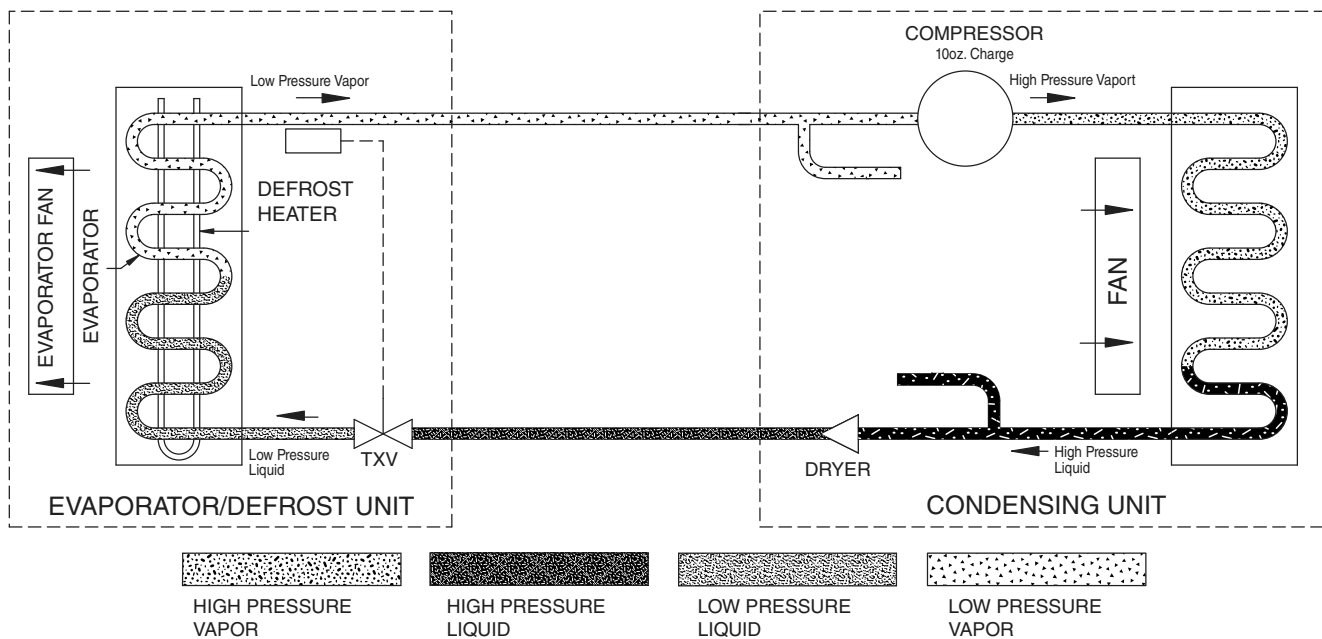 COMPRESSOR
10oz. Charge
Low Pressure Vapor
High Pressure Vaport
DEFROST
HEATER
EVAPORATOR FAN
EVAPORATOR
FAN
Low Pressure
Liquid
TXV
DRYER
High Pressure
Liquid
EVAPORATOR/DEFROST UNIT
CONDENSING UNIT
HIGH PRESSURE
VAPOR
HIGH PRESSURE
LIQUID
LOW PRESSURE
LIQUID
LOW PRESSURE
VAPOR